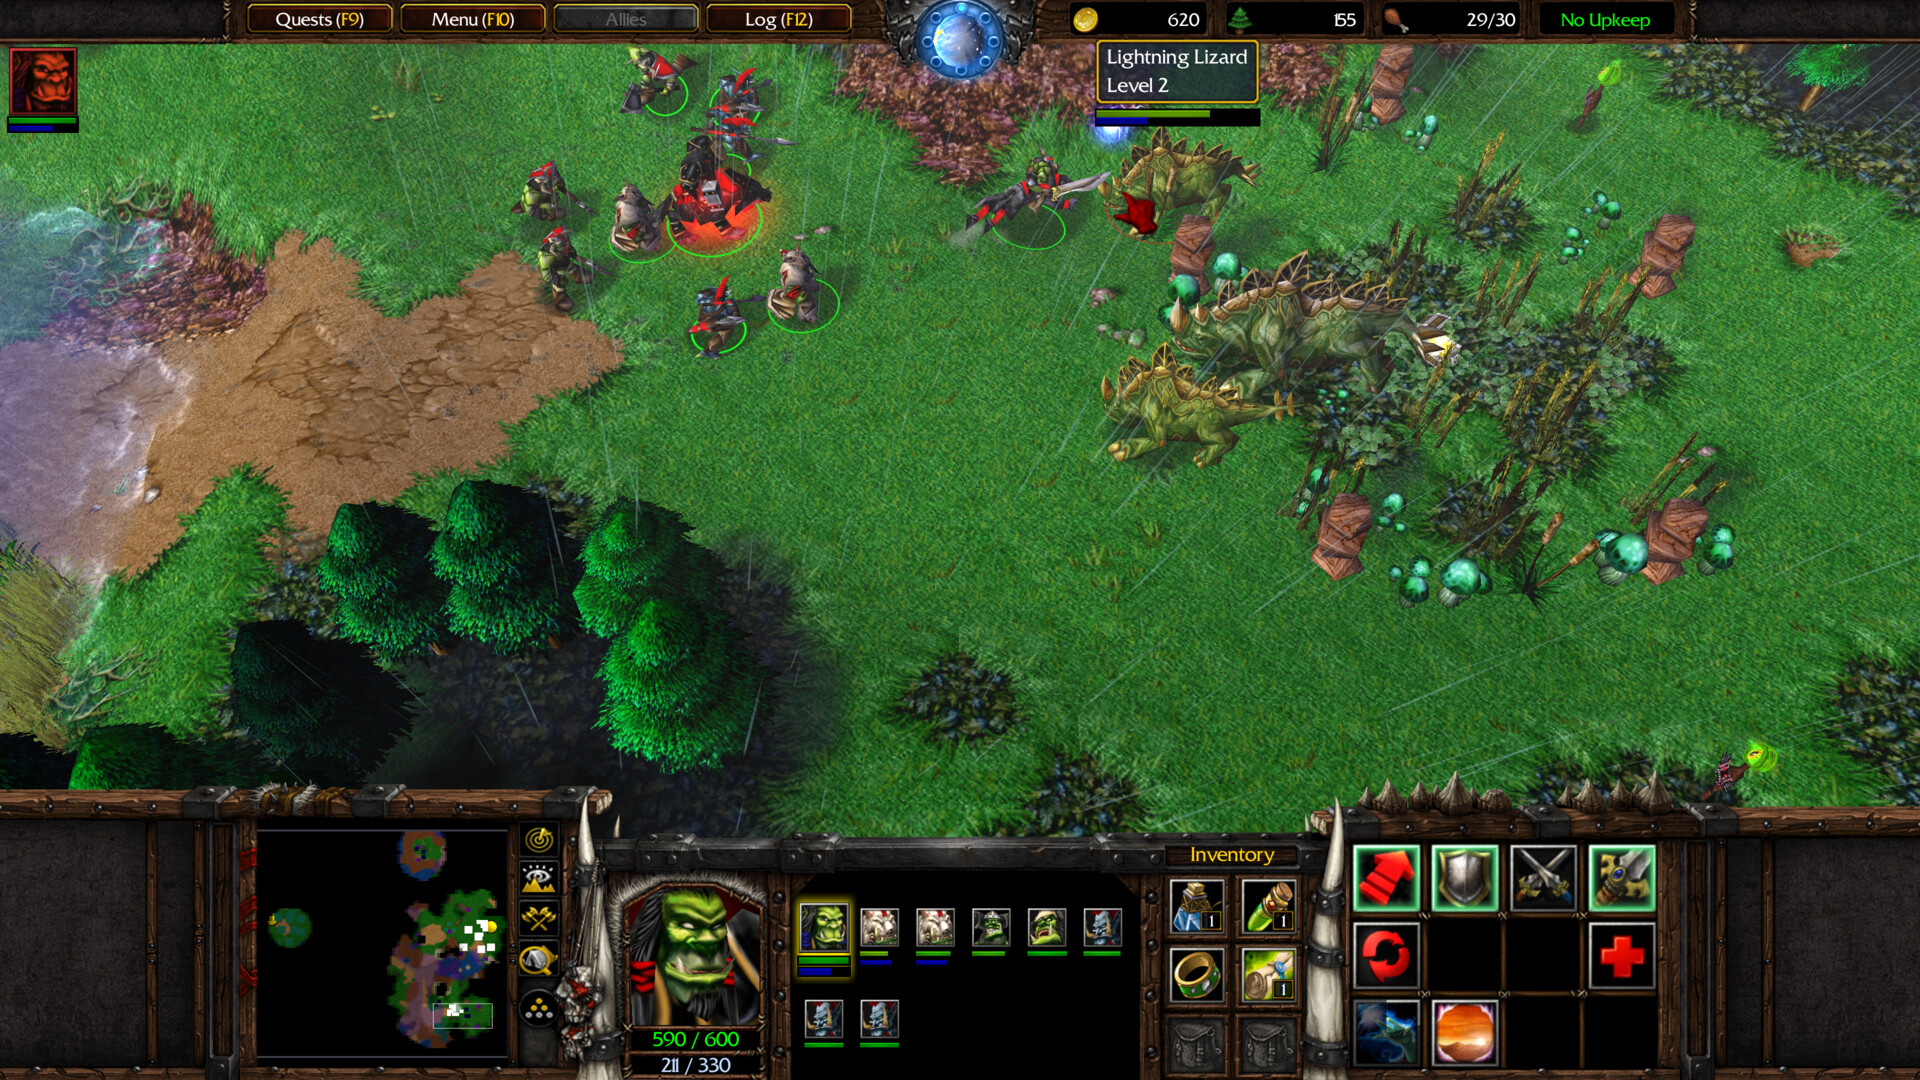 Quests (F9)
Menu (F10)
Allies
Log (F12)
620
155
29/30
No Upkeep
Lightning Lizard
Level 2
Inventory
1
1
1
590 / 600
211 / 330